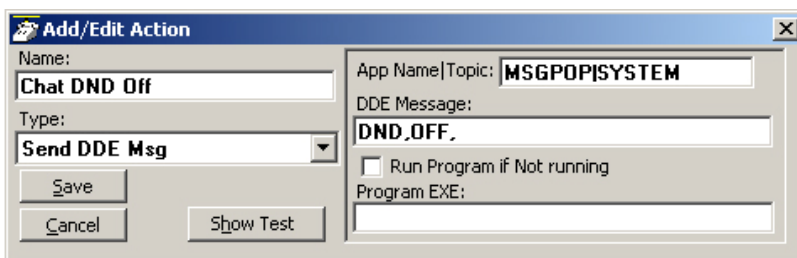 Add/Edit Action
Name:
Chat DND Off
Type:
Send DDE Msg
Save
Cancel
Show Test
App Name|Topic: MSGPOP|SYSTEM
DDE Message:
DND,OFF,
Run Program if Not running
Program EXE: